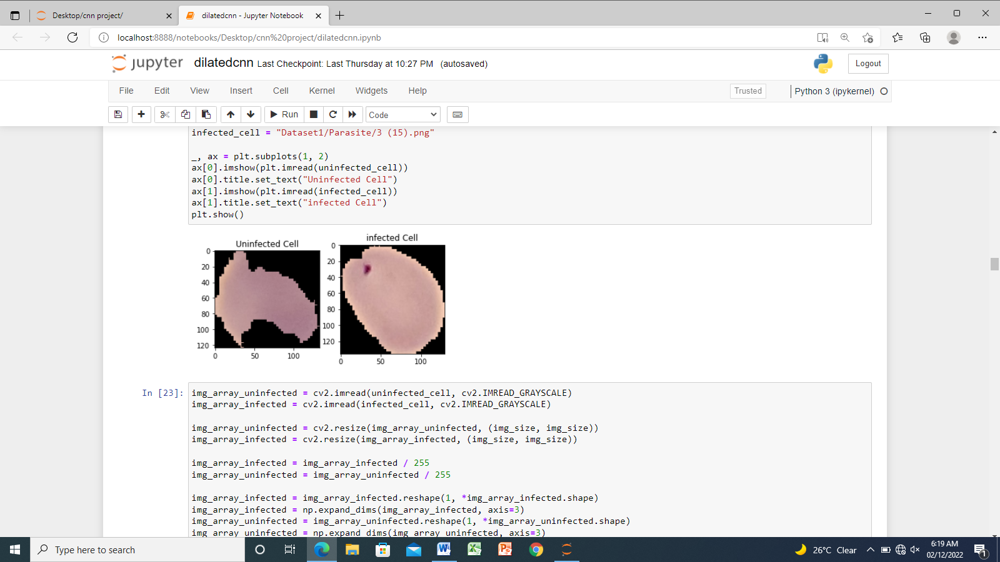 Desktop/cnn project/
dilatedcnn - Jupyter Notebook
localhost:8888/notebooks/Desktop/cnn%20project/dilatedcnn.ipynb
jupyter dilatedcnn Last Checkpoint: Last Thursday at 10:27 PM (autosaved)
Logout
File Edit View Insert Cell Kernel Widgets Help
Trusted
Python 3 (ipykernel)
Run
Code
infected_cell = "Dataset1/Parasite/3 (15).png"
_, ax = plt.subplots(1, 2)
ax[0].imshow(plt.imread(uninfected_cell))
ax[0].title.set_text("Uninfected Cell")
ax[1].imshow(plt.imread(infected_cell))
ax[1].title.set_text("infected Cell")
plt.show()
Uninfected Cell
0
20
40
60
80
100
120
0 50 100
infected Cell
0
20
40
60
80
100
120
0 50 100
In [23]:
img_array_uninfected = cv2.imread(uninfected_cell, cv2.IMREAD_GRAYSCALE)
img_array_infected = cv2.imread(infected_cell, cv2.IMREAD_GRAYSCALE)
img_array_uninfected = cv2.resize(img_array_uninfected, (img_size, img_size))
img_array_infected = cv2.resize(img_array_infected, (img_size, img_size))
img_array_infected = img_array_infected / 255
img_array_uninfected = img_array_uninfected / 255
img_array_infected = img_array_infected.reshape(1, *img_array_infected.shape)
img_array_infected = np.expand_dims(img_array_infected, axis=3)
img_array_uninfected = img_array_uninfected.reshape(1, *img_array_uninfected.shape)
img_array_uninfected = np.expand_dims(img_array_uninfected, axis=3)
Type here to search
26°C Clear
6:19 AM
02/12/2022
1